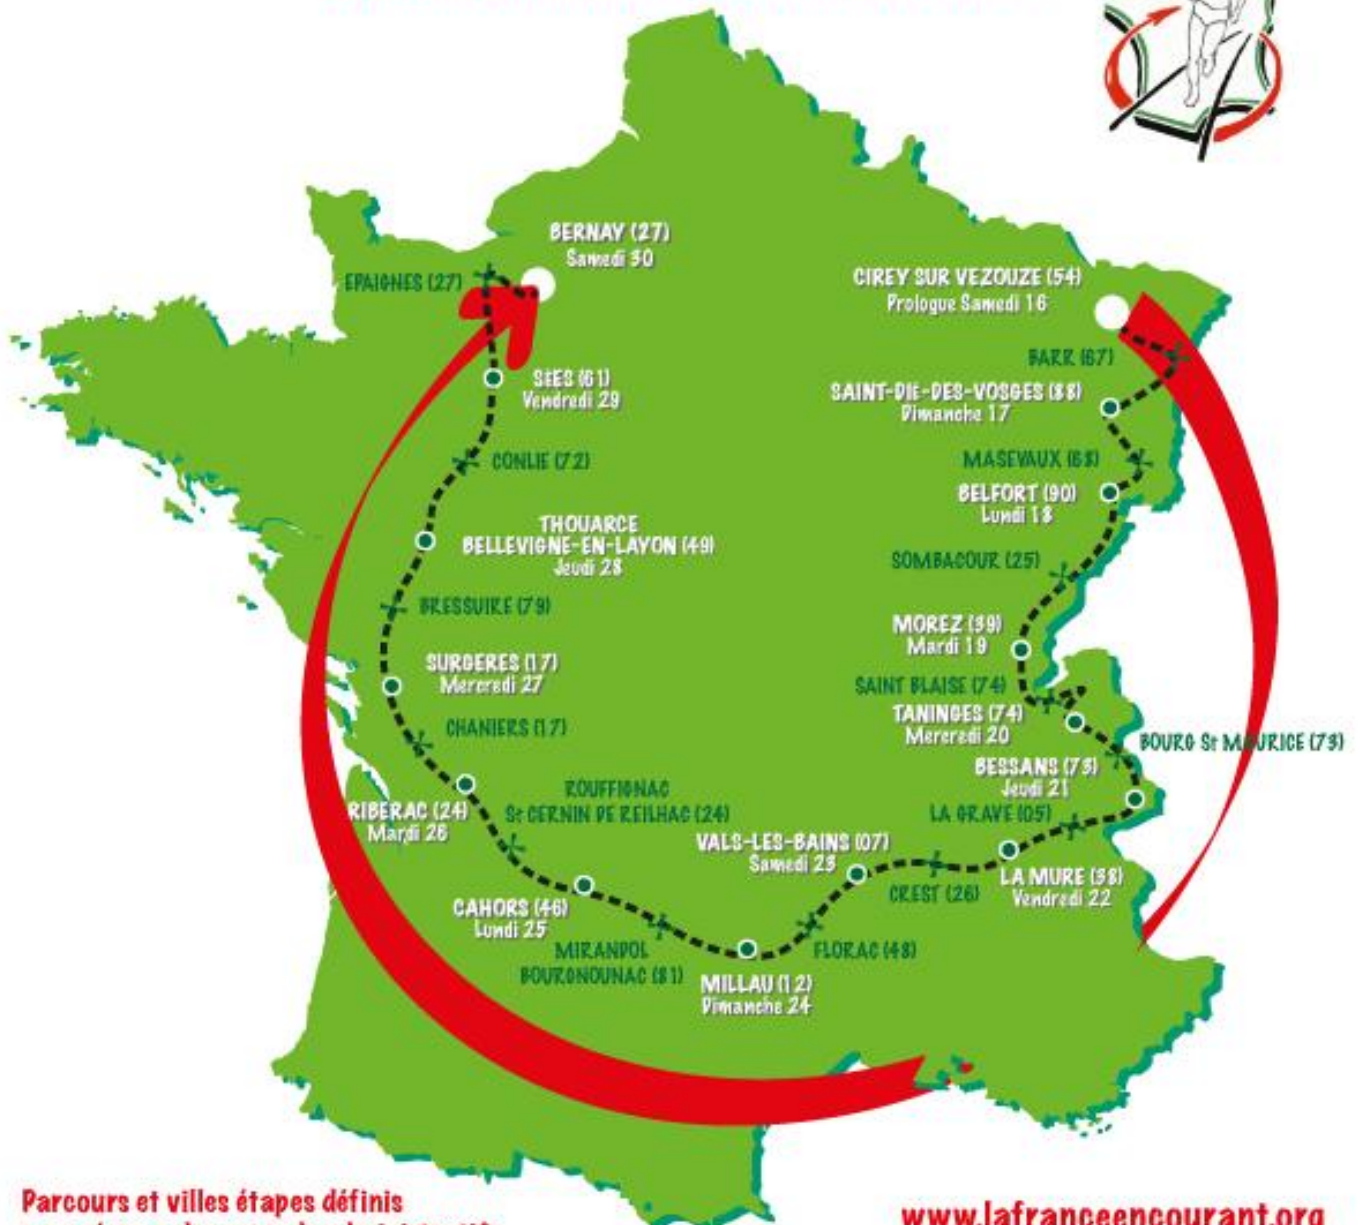 BERNAY (27)
Samedi 30
EPAIGNES (27)
CIREY SUR VEZOUZE (54)
Prologue Samedi 16
BARR (67)
SÈES (61)
Vendredi 29
SAINT-DIE-DES-VOSGES (88)
Dimanche 17
CONLIE (72)
MASEVAUX (68)
BELFORT (90)
Lundi 18
THOUARCE
BELLEVIGNE-EN-LAYON (49)
Jeudi 28
SOMBACOUR (25)
BRESSUIRE (79)
MOREZ (39)
Mardi 19
SURGERES (17)
Mercredi 27
SAINT BLAISE (74)
TANINGES (74)
Mercredi 20
CHANIERS (17)
BOURG St MAURICE (73)
BESSANS (73)
Jeudi 21
ROUFFIGNAC
St CERNIN DE REILHAC (24)
RIBERAC (24)
Mardi 26
LA GRAVE (05)
VALS-LES-BAINS (07)
Samedi 23
LA MURE (38)
Vendredi 22
CREST (26)
CAHORS (46)
Lundi 25
MIRANDOL
BOURGNOUNAC (81)
FLORAC (48)
MILLAU (12)
Dimanche 24
Parcours et villes étapes définis
www.lafranceencourant.org